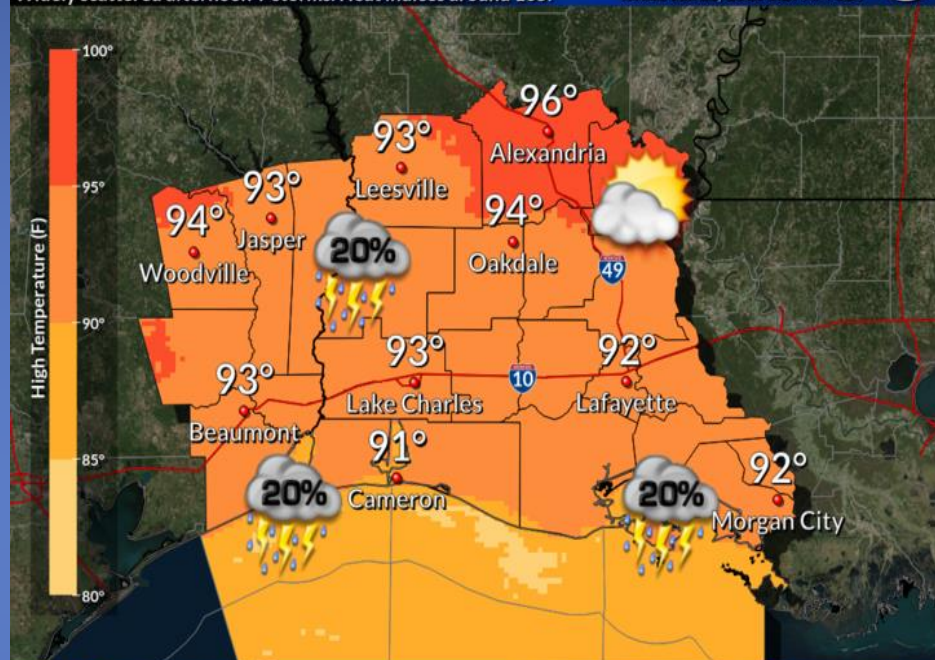 100°
95°
90°
85°
80°
High Temperature (F)
96°
Alexandria
93°
Leesville
93°
Jasper
94°
Woodville
94°
Oakdale
20%
49
93°
Lake Charles
10
92°
Lafayette
93°
Beaumont
91°
Cameron
20%
20%
92°
Morgan City